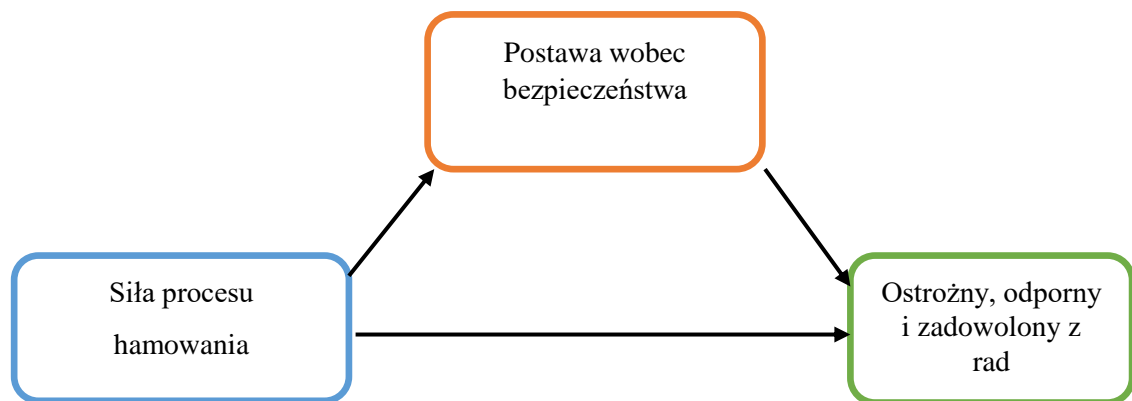 Postawa wobec
bezpieczeństwa
Siła procesu
hamowania
Ostrożny, odporny
i zadowolony z
rad